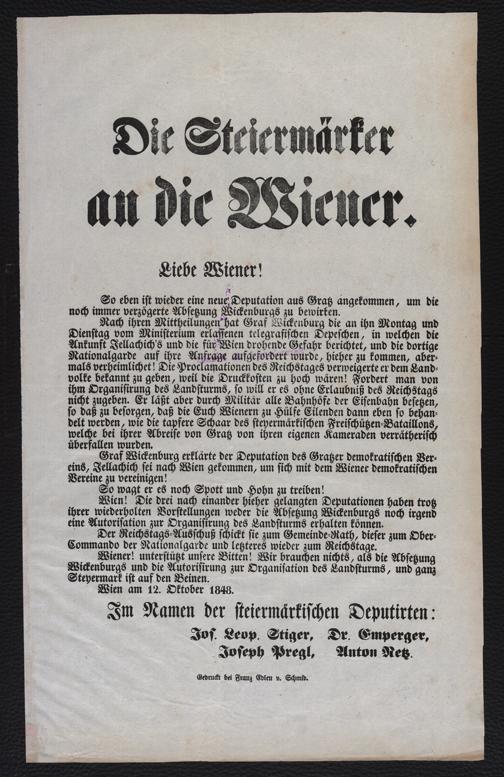 Die Steiermärker
an die Wiener.
Liebe Wiener!
So eben ist wieder eine neue Deputation aus Gratz angekommen, um die
noch immer verzögerte Absetzung Wickenburgs zu bewirken.
Nach ihren Mittheilungen hat Graf Wickenburg die an ihn Montag und
Dienstag vom Ministerium erlassenen telegrafischen Depeschen, in welchen die
Ankunft Jellachich's und die für Wien drohende Gefahr berichtet, und die dortige
Nationalgarde auf ihre Anfrage aufgefordert wurde, hieher zu kommen, aber-
mals verheimlichet! Die Proclamationen des Reichstages verweigerte er dem Land-
volke bekannt zu geben, weil die Druckkosten zu hoch wären! Fordert man von
ihm Organisirung des Landsturms, so will er es ohne Erlaubniß des Reichstags
nicht zugeben. Er läßt aber durch Militär alle Bahnhöfe der Eisenbahn besetzen,
so daß zu besorgen, daß die Euch Wienern zu Hülfe Eilenden dann eben so behan-
delt werden, wie die tapfere Schaar des steyermärkischen Freischützen-Bataillons,
welche bei ihrer Abreise von Gratz von ihren eigenen Kameraden verrätherisch
überfallen wurden.
Graf Wickenburg erklärte der Deputation des Gratzer demokratischen Ver-
eins, Jellachich sei nach Wien gekommen, um sich mit dem Wiener demokratischen
Vereine zu vereinigen!
So wagt er es noch Spott und Hohn zu treiben!
Wien! Die drei nach einander hieher gelangten Deputationen haben trotz
ihrer wiederholten Vorstellungen weder die Absetzung Wickenburgs noch irgend
eine Autorisation zur Organisirung des Landsturms erhalten können.
Der Reichstags-Ausschuß schickt sie zum Gemeinde-Rath, dieser zum Ober-
Commando der Nationalgarde und letzteres wieder zum Reichstage.
Wiener! unterstützt unsere Bitten! Wir brauchen nichts, als die Absetzung
Wickenburgs und die Autorisirung zur Organisation des Landsturms, und ganz
Steyermark ist auf den Beinen.
Wien am 12. Oktober 1848.
Im Namen der steiermärkischen Deputirten:
Jos. Leop. Stiger, Dr. Emperger,
Joseph Pregl, Anton Retz.
Gedruckt bei Franz Edlen v. Schmid.